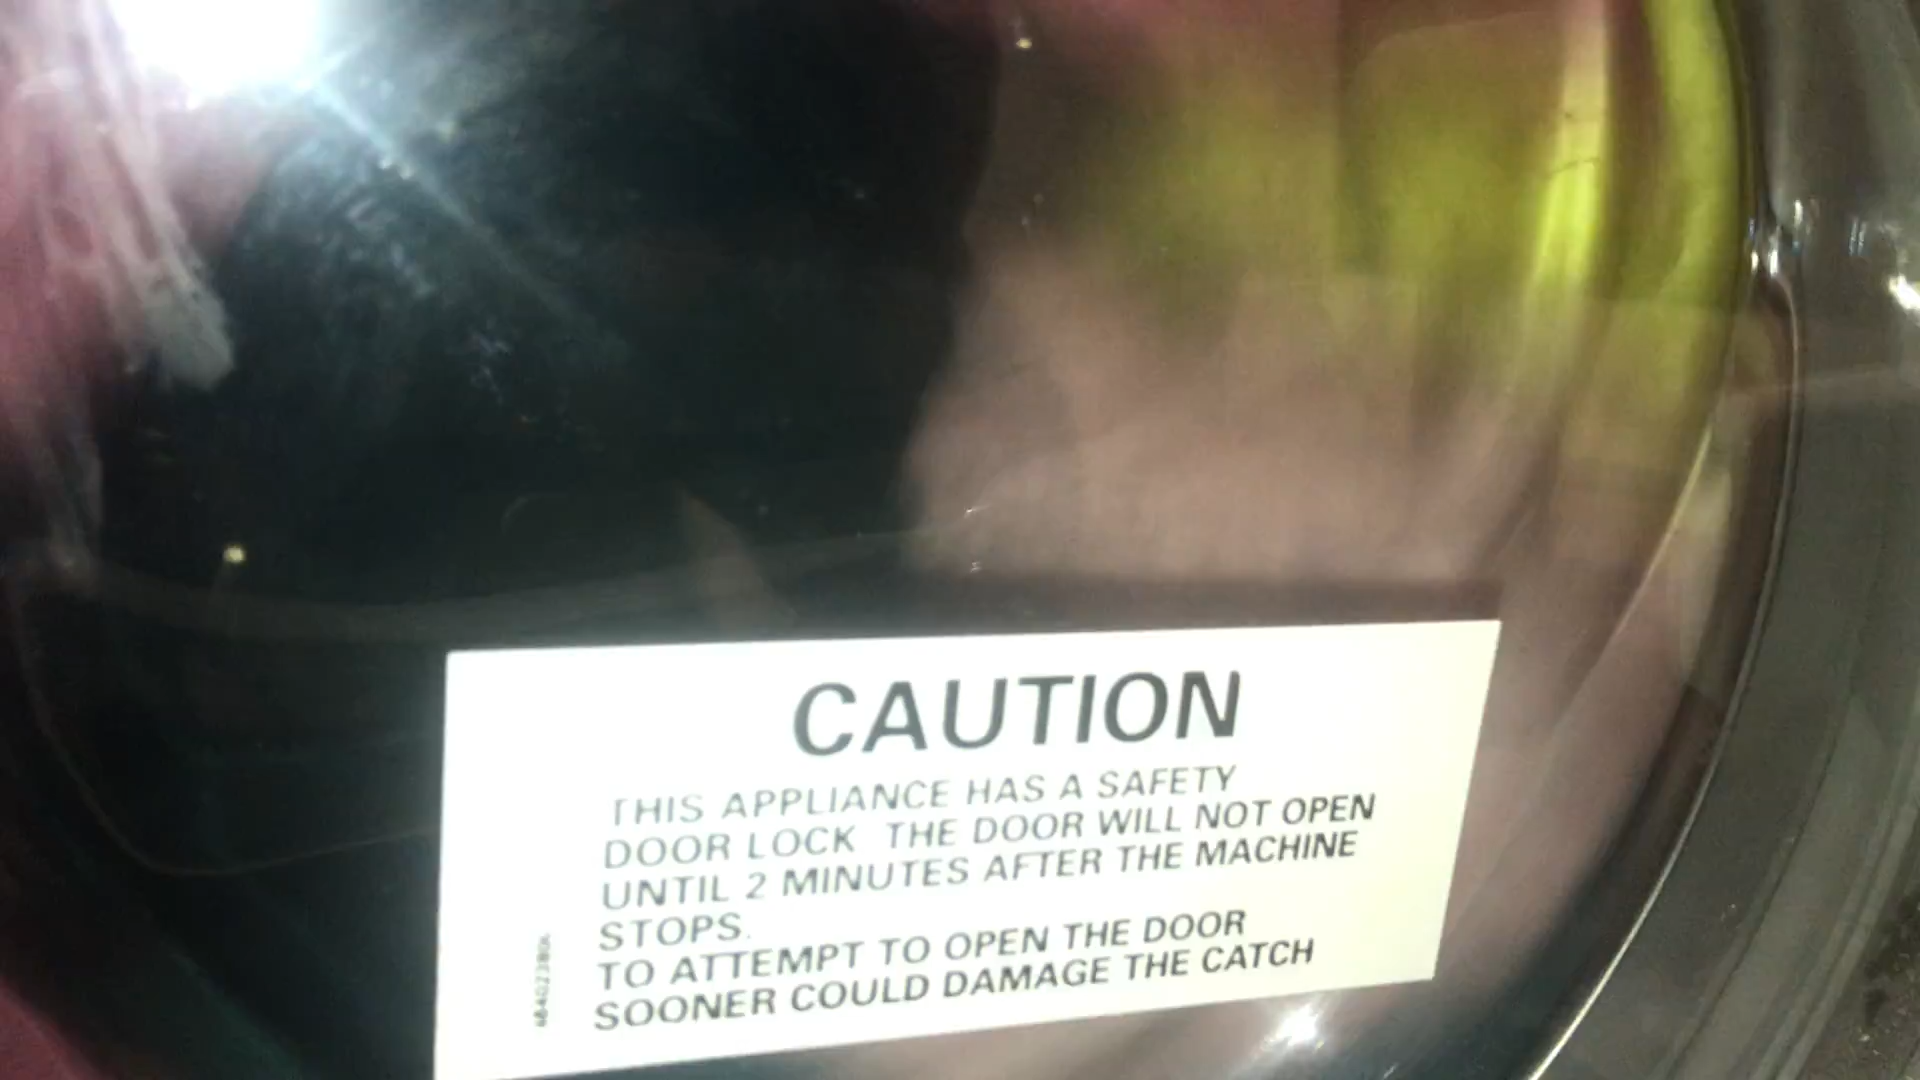 CAUTION
THIS APPLIANCE HAS A SAFETY
DOOR LOCK THE DOOR WILL NOT OPEN
UNTIL 2 MINUTES AFTER THE MACHINE
STOPS.
TO ATTEMPT TO OPEN THE DOOR
SOONER COULD DAMAGE THE CATCH